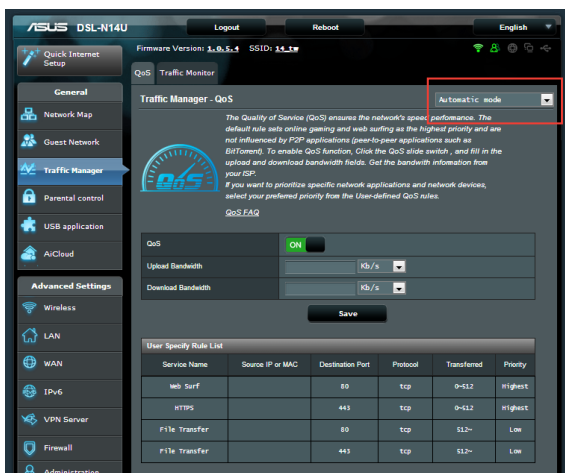 ASUS DSL-N14U Logout Reboot English
Quick Internet Setup
Firmware Version: 1.0.5.4 SSID: 14_tw
QoS Traffic Monitor
General
Network Map
Guest Network
Traffic Manager
Parental control
USB application
AiCloud
Advanced Settings
Wireless
LAN
WAN
IPv6
VPN Server
Firewall
Administration
Traffic Manager - QoS Automatic mode
The Quality of Service (QoS) ensures the network's speed performance. The
default rule sets online gaming and web surfing as the highest priority and are
not influenced by P2P applications (peer-to-peer applications such as
BitTorrent). To enable QoS function, Click the QoS slide switch , and fill in the
upload and download bandwidth fields. Get the bandwith information from
your ISP.
If you want to prioritize specific network applications and network devices,
select your preferred priority from the User-defined QoS rules.
QoS FAQ
QoS
QoS ON
Upload Bandwidth Kb/s
Download Bandwidth Kb/s
Save
User Specify Rule List
Service Name Source IP or MAC Destination Port Protocol Transferred Priority
Web Surf 80 tcp 0~512 Highest
HTTPS 443 tcp 0~512 Highest
File Transfer 80 tcp 512~ Low
File Transfer 443 tcp 512~ Low